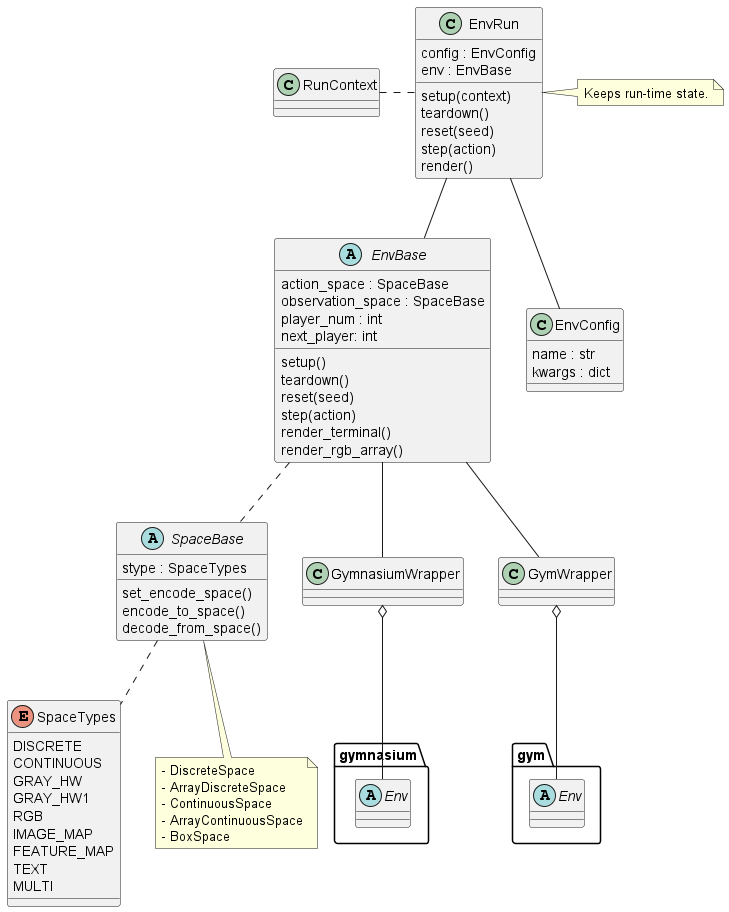 C EnvRun
config : EnvConfig
env : EnvBase
setup(context)
teardown()
reset(seed)
step(action)
render()
C RunContext
Keeps run-time state.
A EnvBase
action_space : SpaceBase
observation_space : SpaceBase
player_num : int
next_player: int
setup()
teardown()
reset(seed)
step(action)
render_terminal()
render_rgb_array()
C EnvConfig
name : str
kwargs : dict
A SpaceBase
stype : SpaceTypes
set_encode_space()
encode_to_space()
decode_from_space()
C GymnasiumWrapper
C GymWrapper
E SpaceTypes
DISCRETE
CONTINUOUS
GRAY_HW
GRAY_HW1
RGB
IMAGE_MAP
FEATURE_MAP
TEXT
MULTI
- DiscreteSpace
- ArrayDiscreteSpace
- ContinuousSpace
- ArrayContinuousSpace
- BoxSpace
gymnasium
A Env
gym
A Env